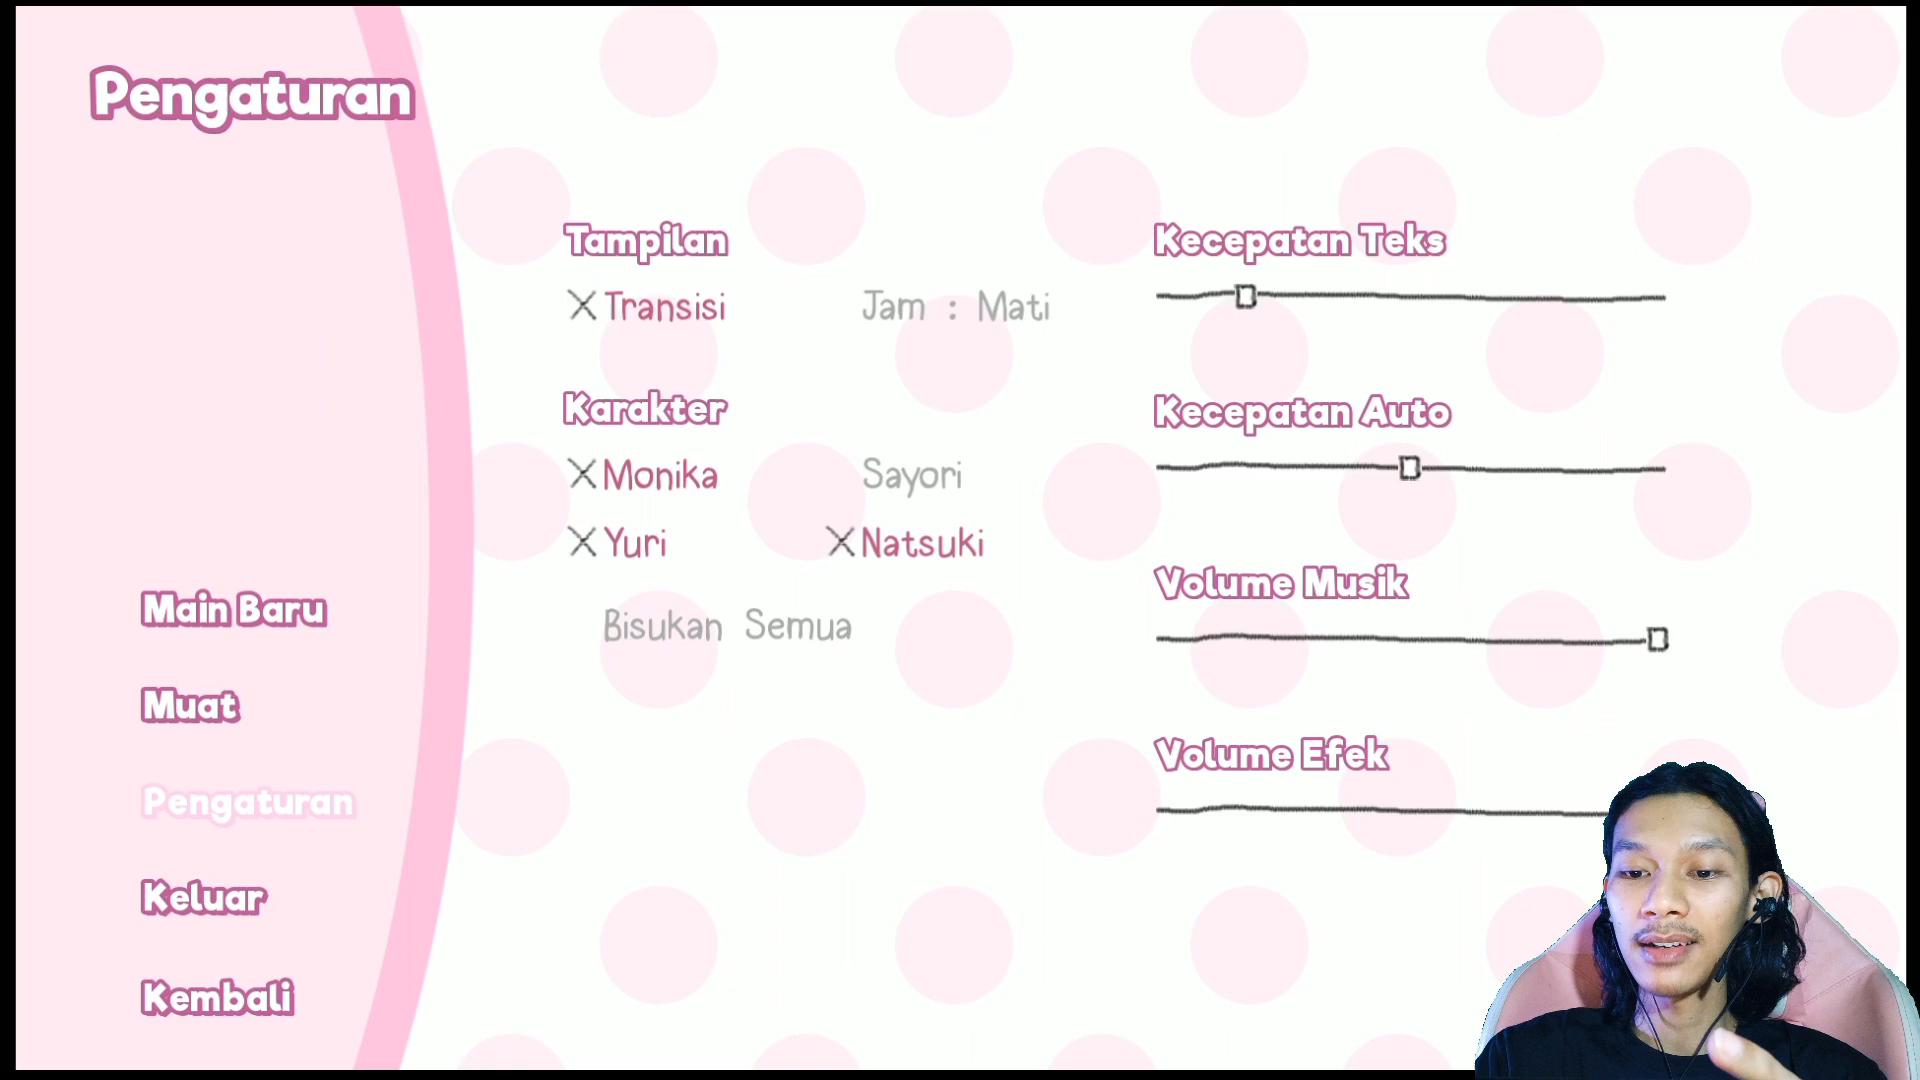 Pengaturan
Tampilan
Transisi
Jam : Mati
Karakter
Monika
Sayori
Yuri
Natsuki
Bisukan Semua
Kecepatan Teks
Kecepatan Auto
Volume Musik
Volume Efek
Main Baru
Muat
Pengaturan
Keluar
Kembali